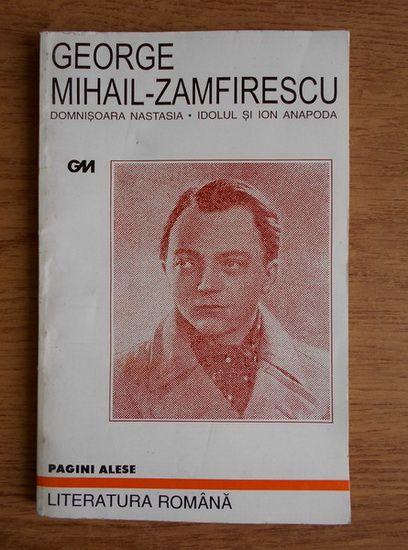 GEORGE
MIHAIL-ZAMFIRESCU
DOMNIȘOARA NASTASIA • IDOLUL ȘI ION ANAPODA
GM
PAGINI ALESE
LITERATURA ROMÂNĂ